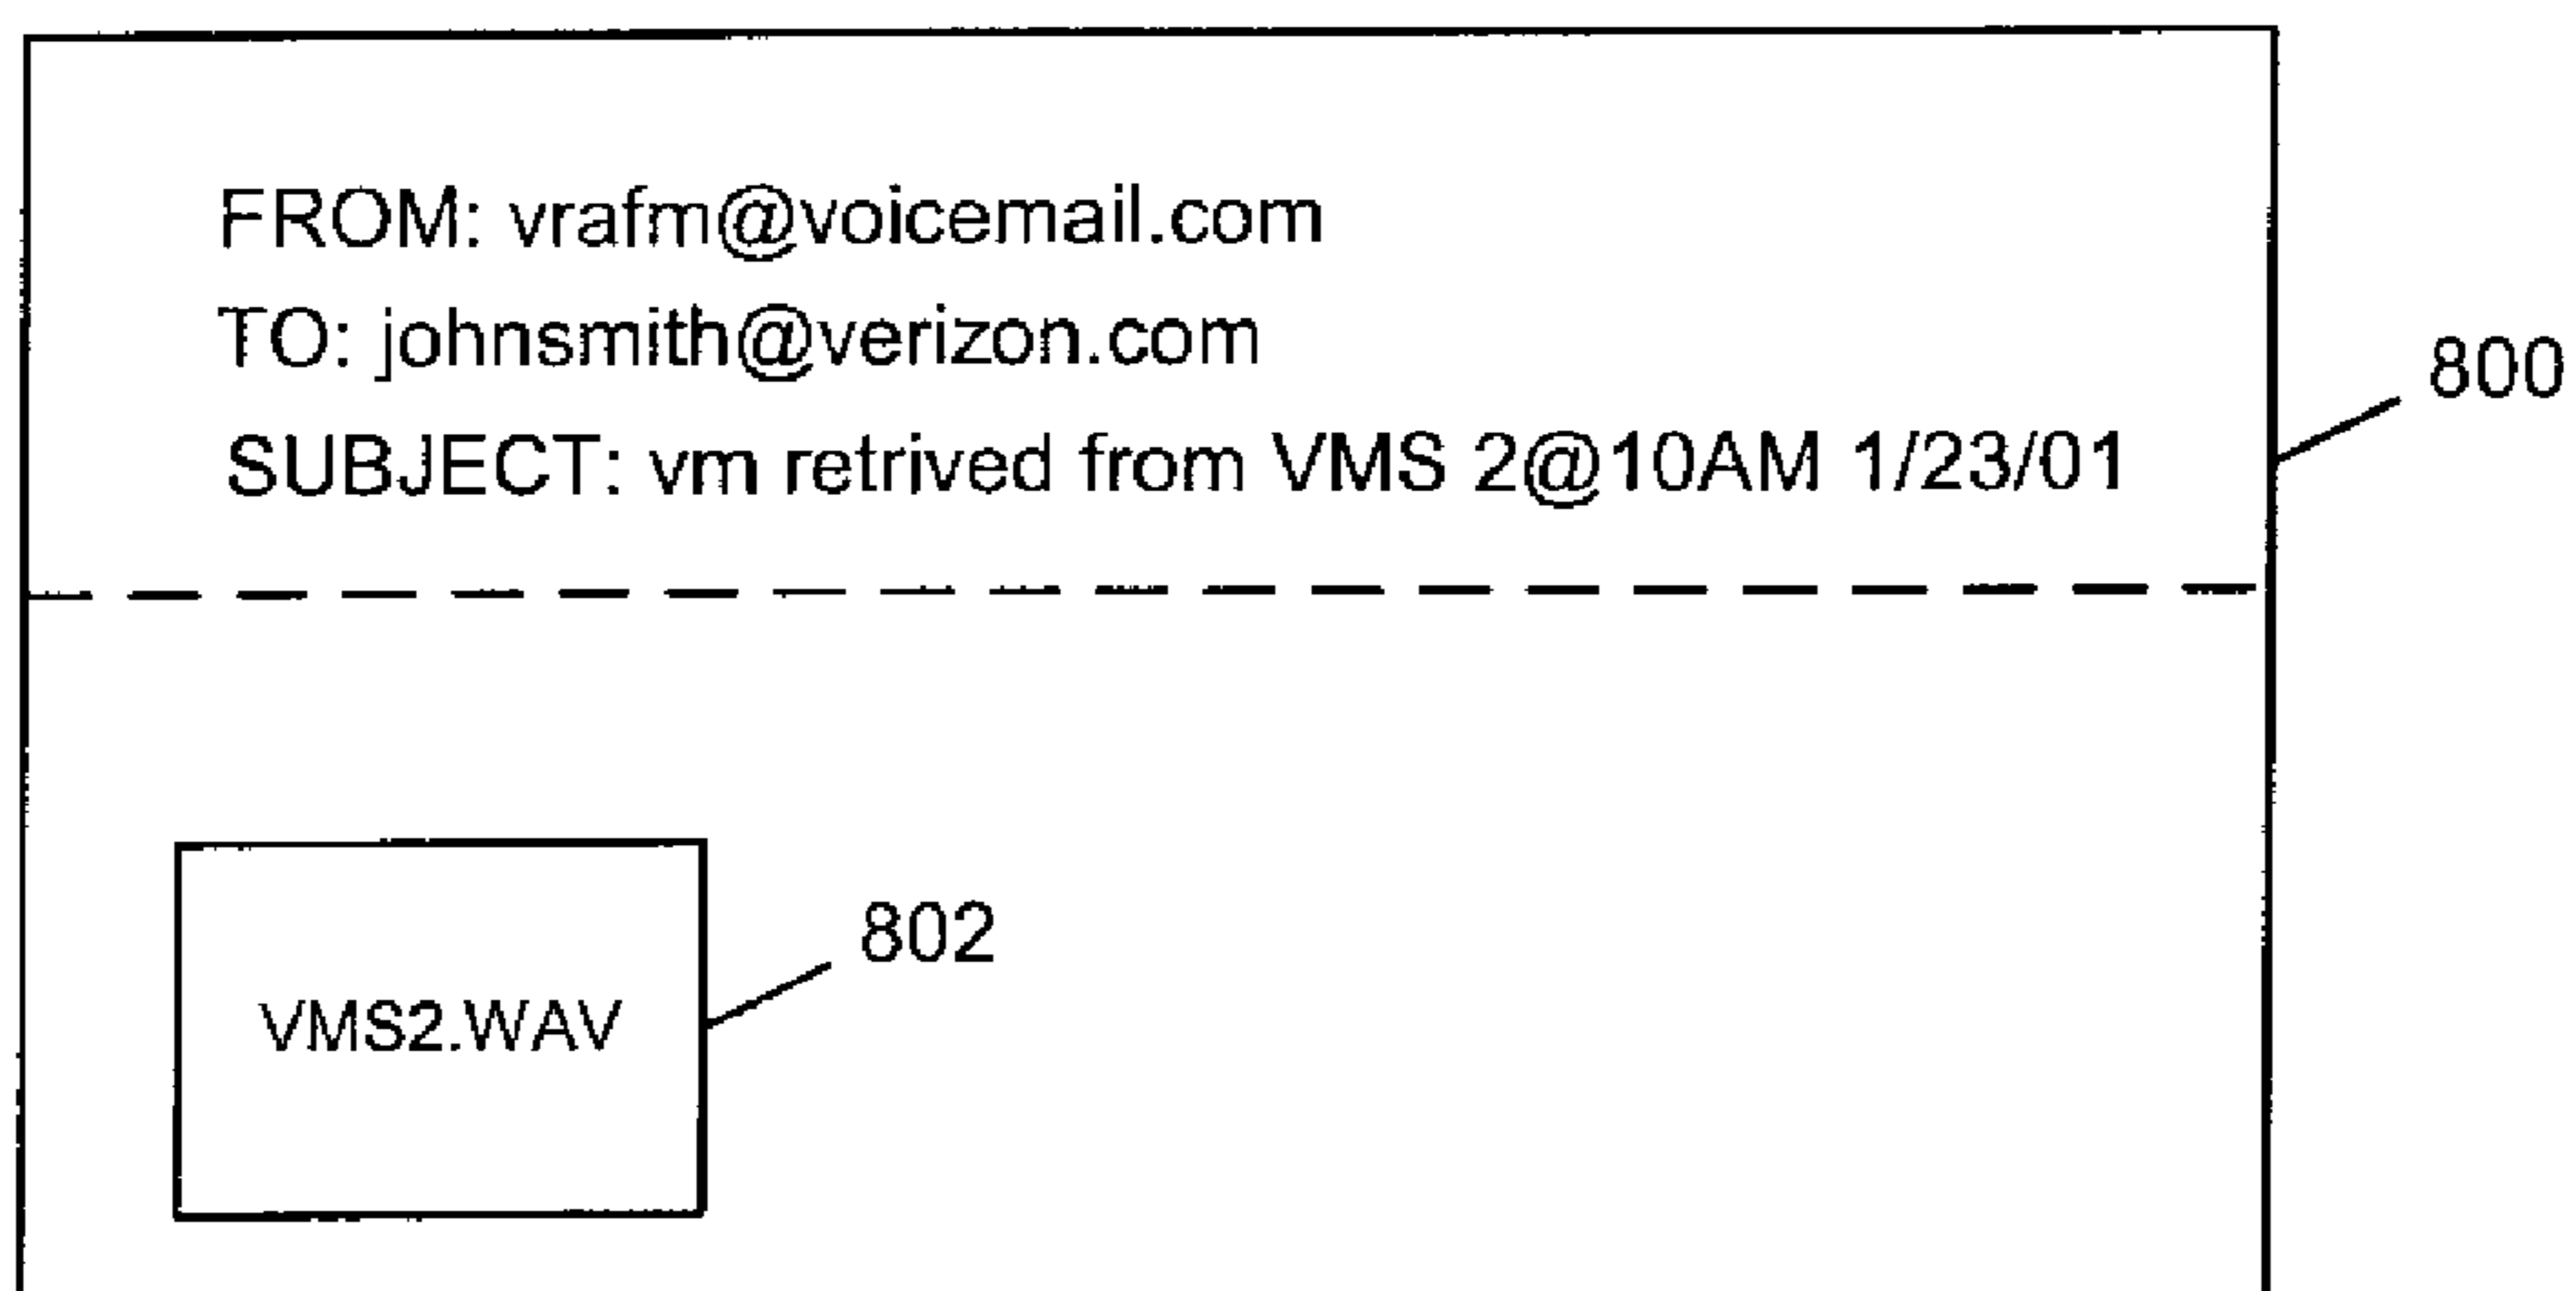 FROM: vrafm@voicemail.com
TO: johnsmith@verizon.com
800
SUBJECT: vm retrived from VMS 2@10AM 1/23/01
802
VMS2.WAV